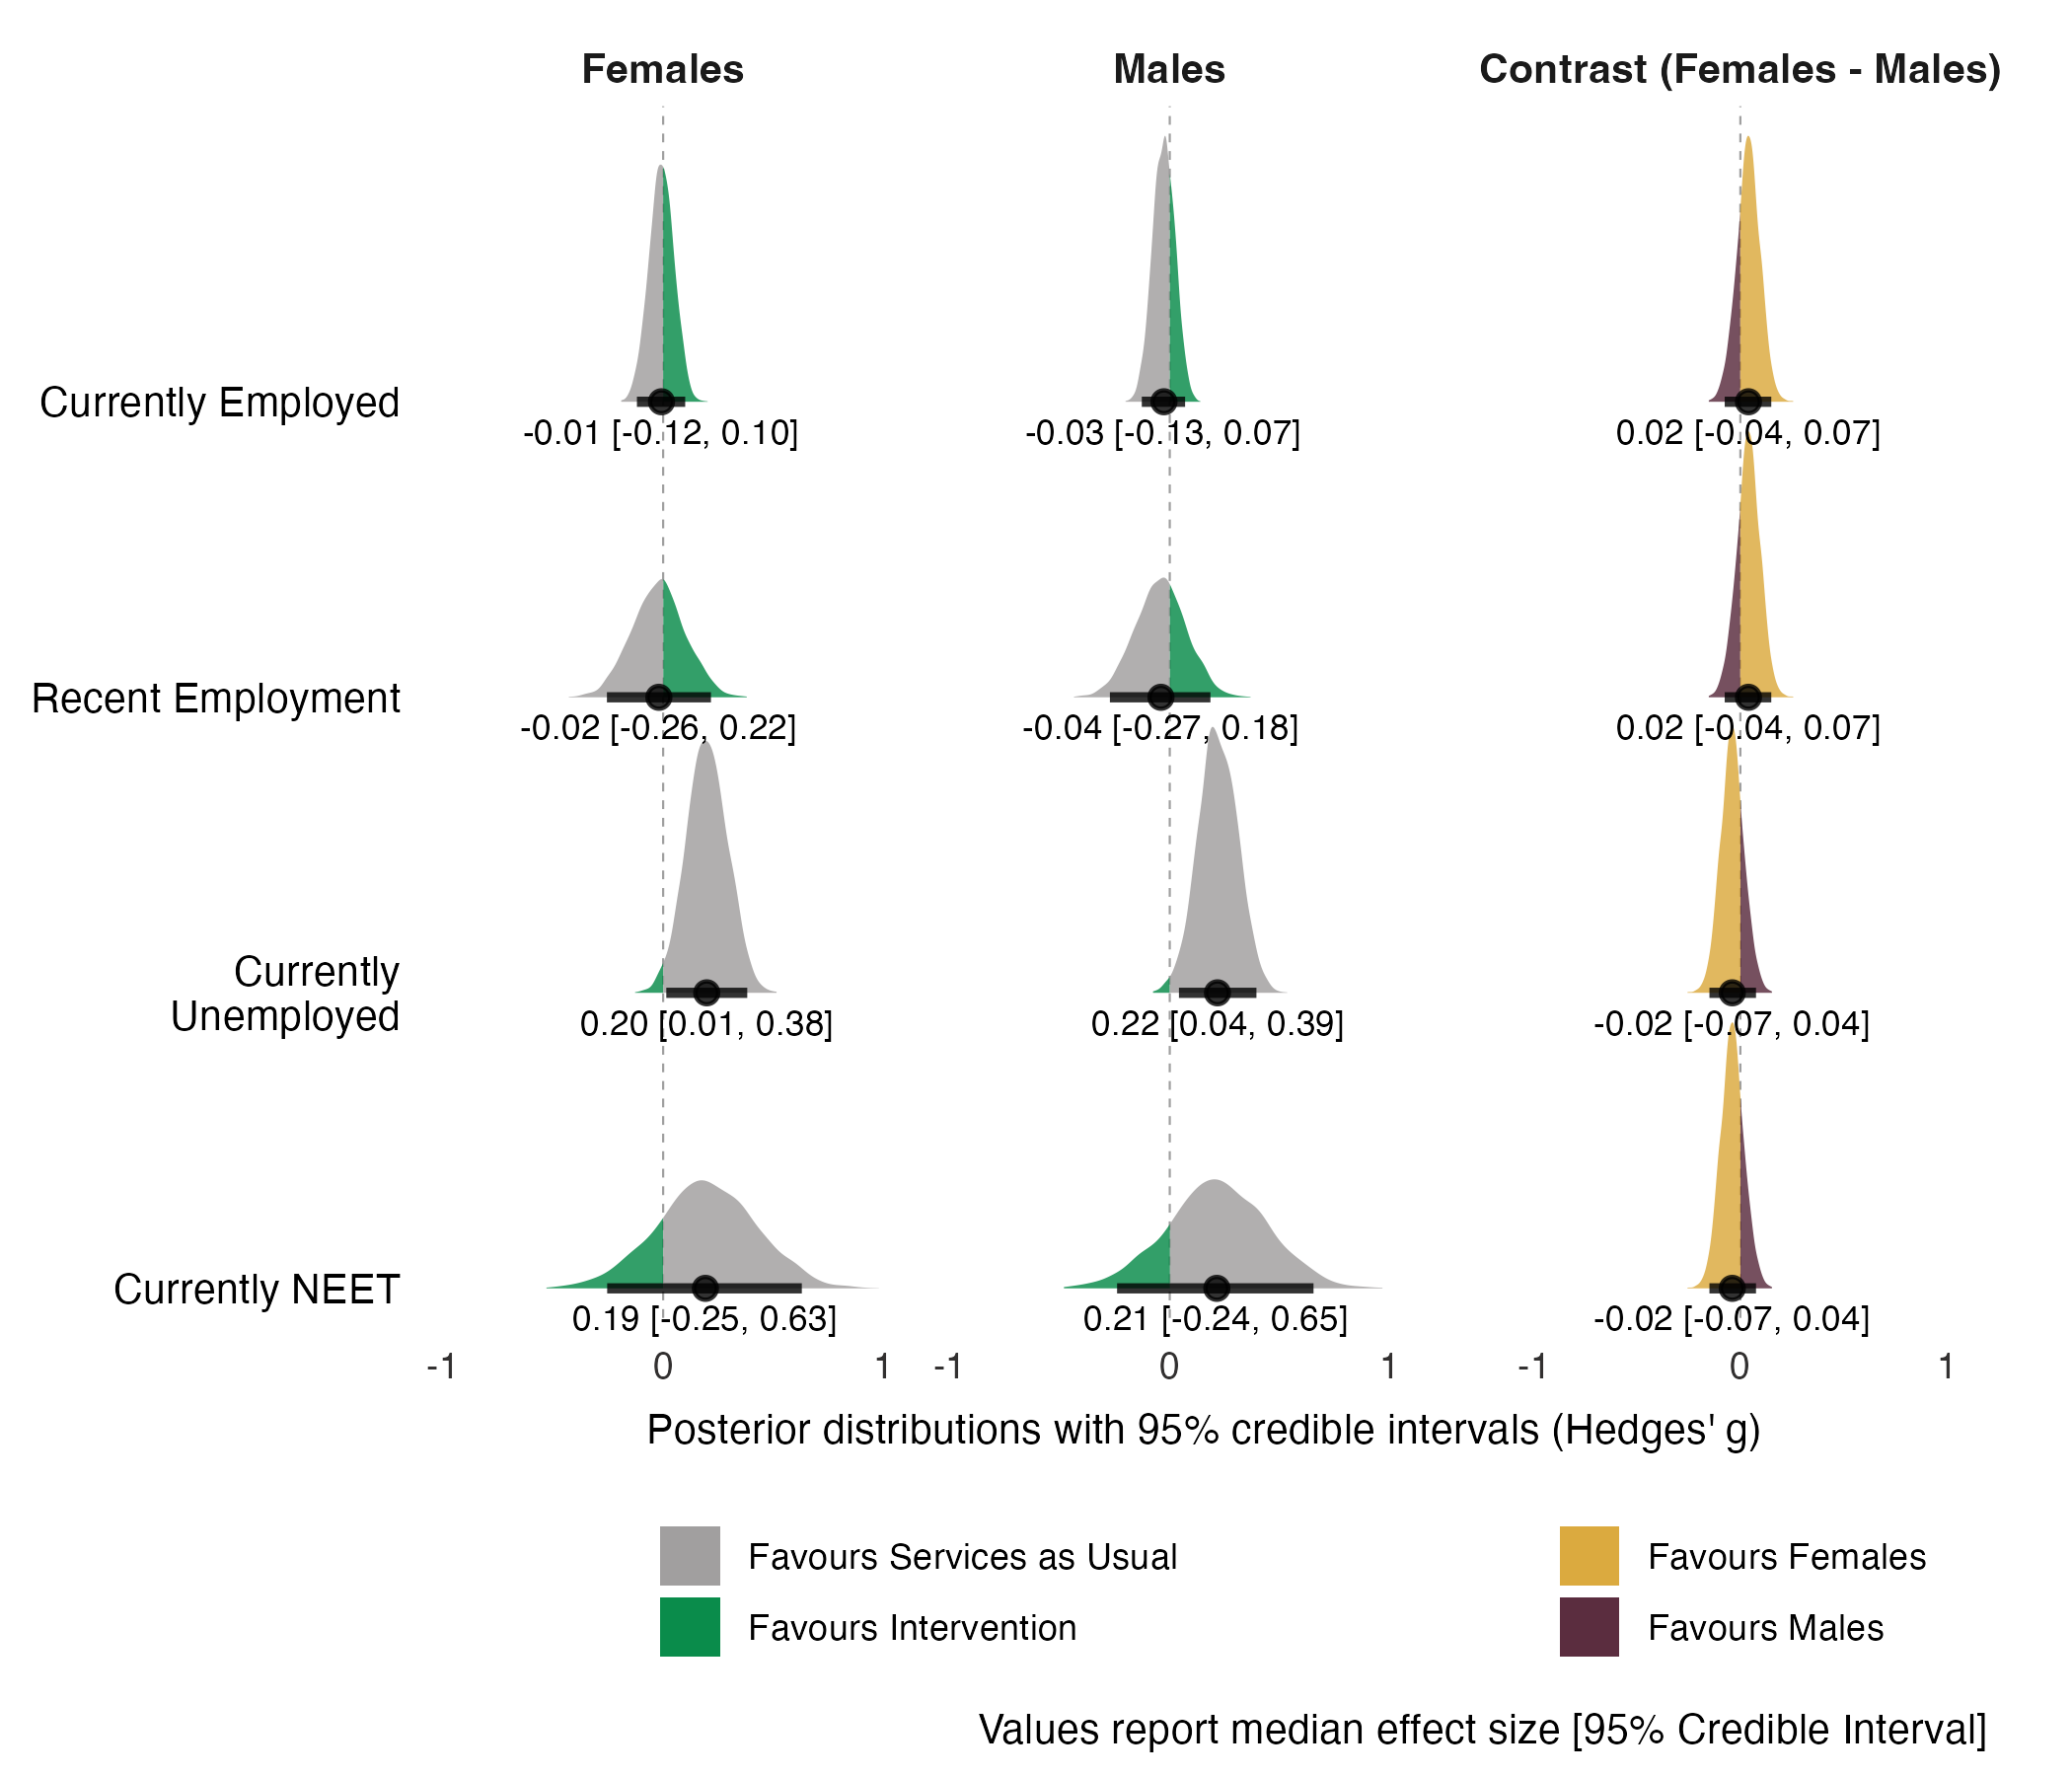 Females Males Contrast (Females - Males)
Currently Employed
-0.01 [-0.12, 0.10] -0.03 [-0.13, 0.07] 0.02 [-0.04, 0.07]
Recent Employment
-0.02 [-0.26, 0.22] -0.04 [-0.27, 0.18] 0.02 [-0.04, 0.07]
Currently
Unemployed
0.20 [0.01, 0.38] 0.22 [0.04, 0.39] -0.02 [-0.07, 0.04]
Currently NEET
0.19 [-0.25, 0.63] 0.21 [-0.24, 0.65] -0.02 [-0.07, 0.04]
-1 0 1 -1 0 1 -1 0 1
Posterior distributions with 95% credible intervals (Hedges' g)
Favours Services as Usual Favours Females
Favours Intervention Favours Males
Values report median effect size [95% Credible Interval]